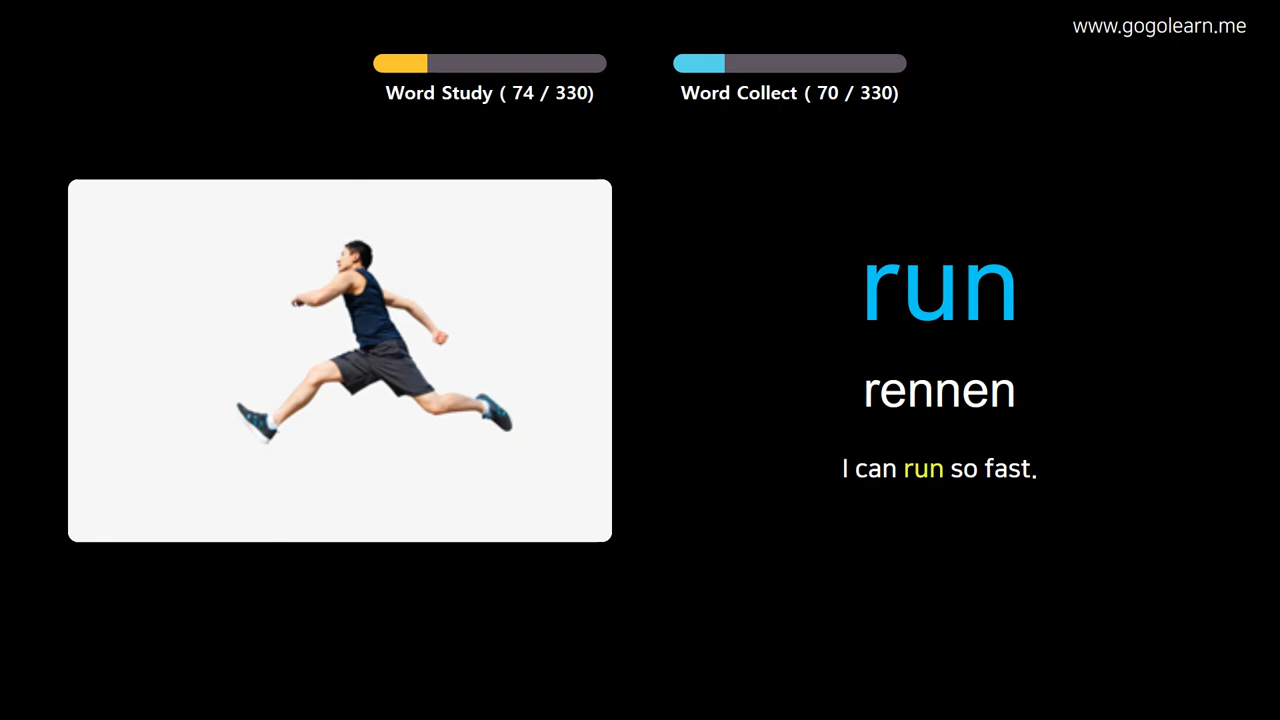 www.gogolearn.me
Word Study ( 74 / 330)
Word Collect ( 70 / 330)
run
rennen
I can run so fast.